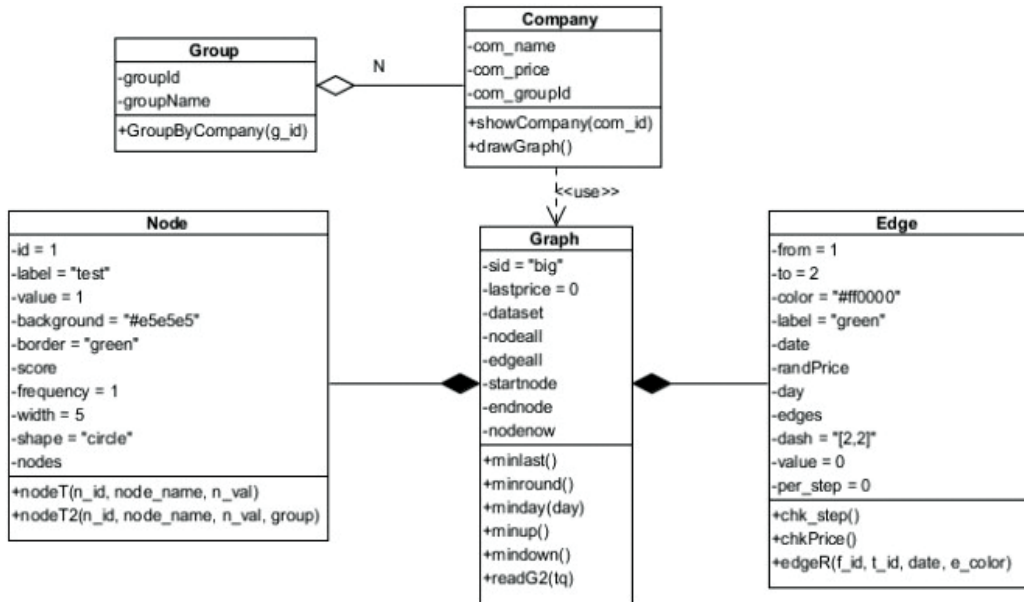 Group
-groupId
-groupName
+GroupByCompany(g_id)
N
Company
-com_name
-com_price
-com_groupId
+showCompany(com_id)
+drawGraph()
<<use>>
Node
-id = 1
-label = "test"
-value = 1
-background = "#e5e5e5"
-border = "green"
-score
-frequency = 1
-width = 5
-shape = "circle"
-nodes
+nodeT(n_id, node_name, n_val)
+nodeT2(n_id, node_name, n_val, group)
Graph
-sid = "big"
-lastprice = 0
-dataset
-nodeall
-edgeall
-startnode
-endnode
-nodenow
+minlast()
+minround()
+minday(day)
+minup()
+mindown()
+readG2(tq)
Edge
-from = 1
-to = 2
-color = "#ff0000"
-label = "green"
-date
-randPrice
-day
-edges
-dash = "[2,2]"
-value = 0
-per_step = 0
+chk_step()
+chkPrice()
+edgeR(f_id, t_id, date, e_color)